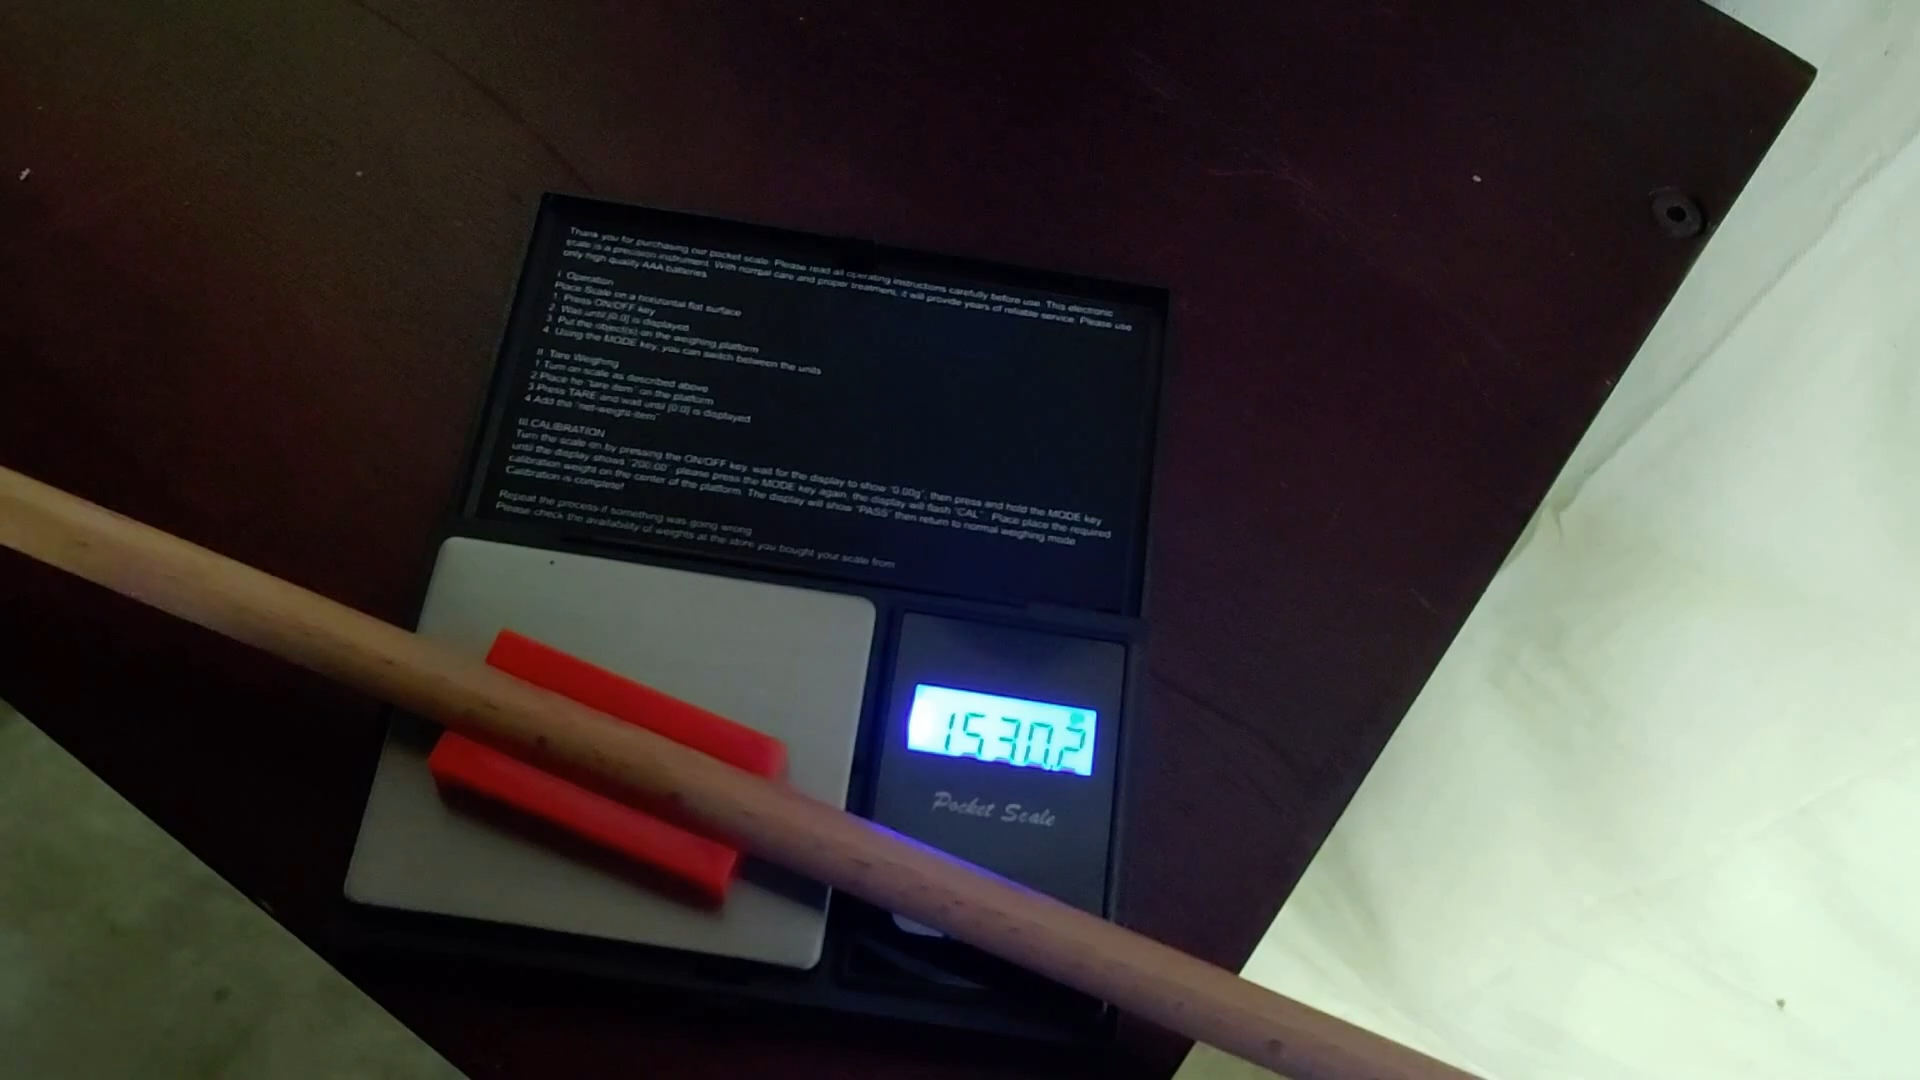 Thank you for purchasing our pocket scale. Please read all operating instructions carefully before use. This electronic
scale is a precision instrument. With normal care and proper treatment, it will provide years of reliable service. Please use
only high quality AAA batteries.
I. Operation
Place Scale on a horizontal flat surface
1. Press ON/OFF key
2. Wait until [0.0] is displayed
3. Put the object(s) on the weighing platform
4. Using the MODE key, you can switch between the units
II. Tare Weighing
1.Turn on scale as described above
2.Place he "tare item" on the platform
3.Press TARE and wait until [0.0] is displayed
4.Add the "net-weight-item"
III.CALIBRATION
Turn the scale on by pressing the ON/OFF key, wait for the display to show "0.00g", then press and hold the MODE key
until the display shows "200.00", please press the MODE key again, the display will flash "CAL". Place place the required
calibration weight on the center of the platform. The display will show "PASS" then return to normal weighing mode
Calibration is complete!
Repeat the process if something was going wrong
Please check the availability of weights at the store you bought your scale from
Pocket Scale